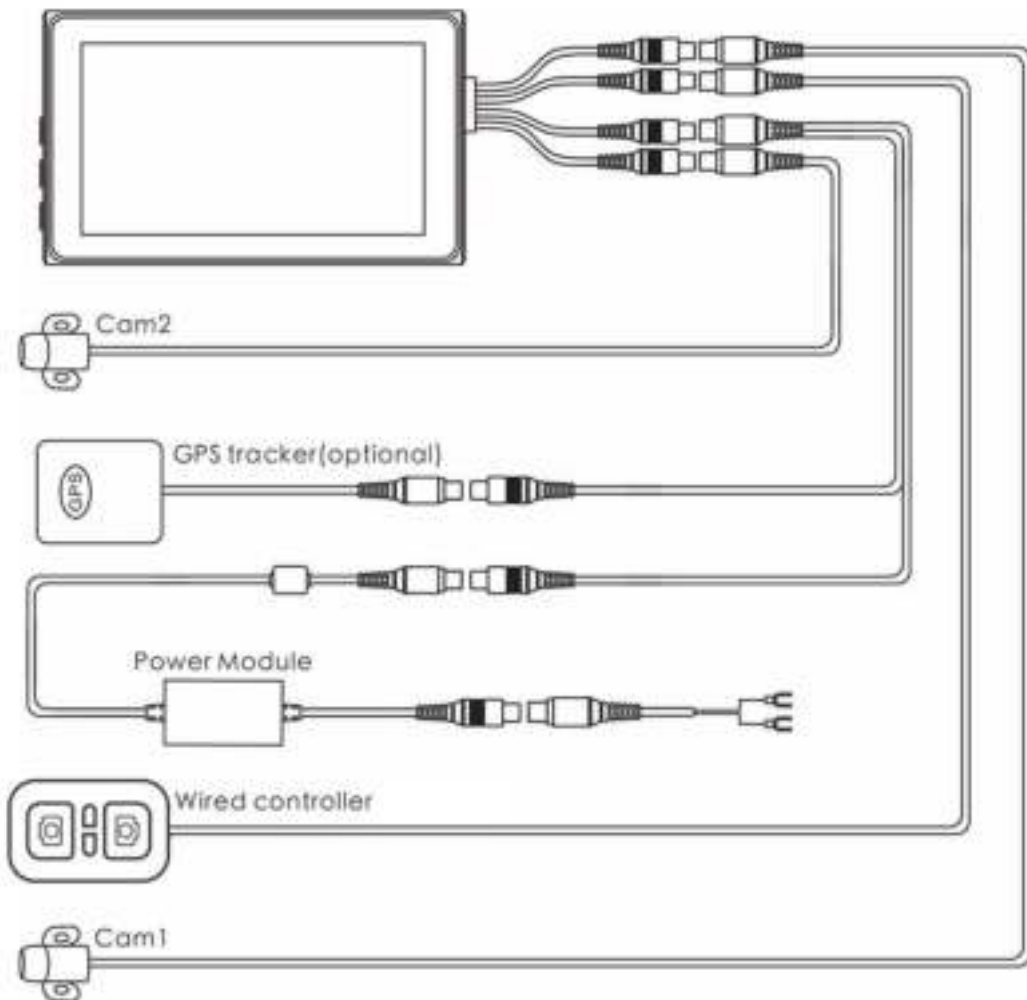 Cam2
GPS tracker(optional)
GPS
Power Module
Wired controller
Cam1